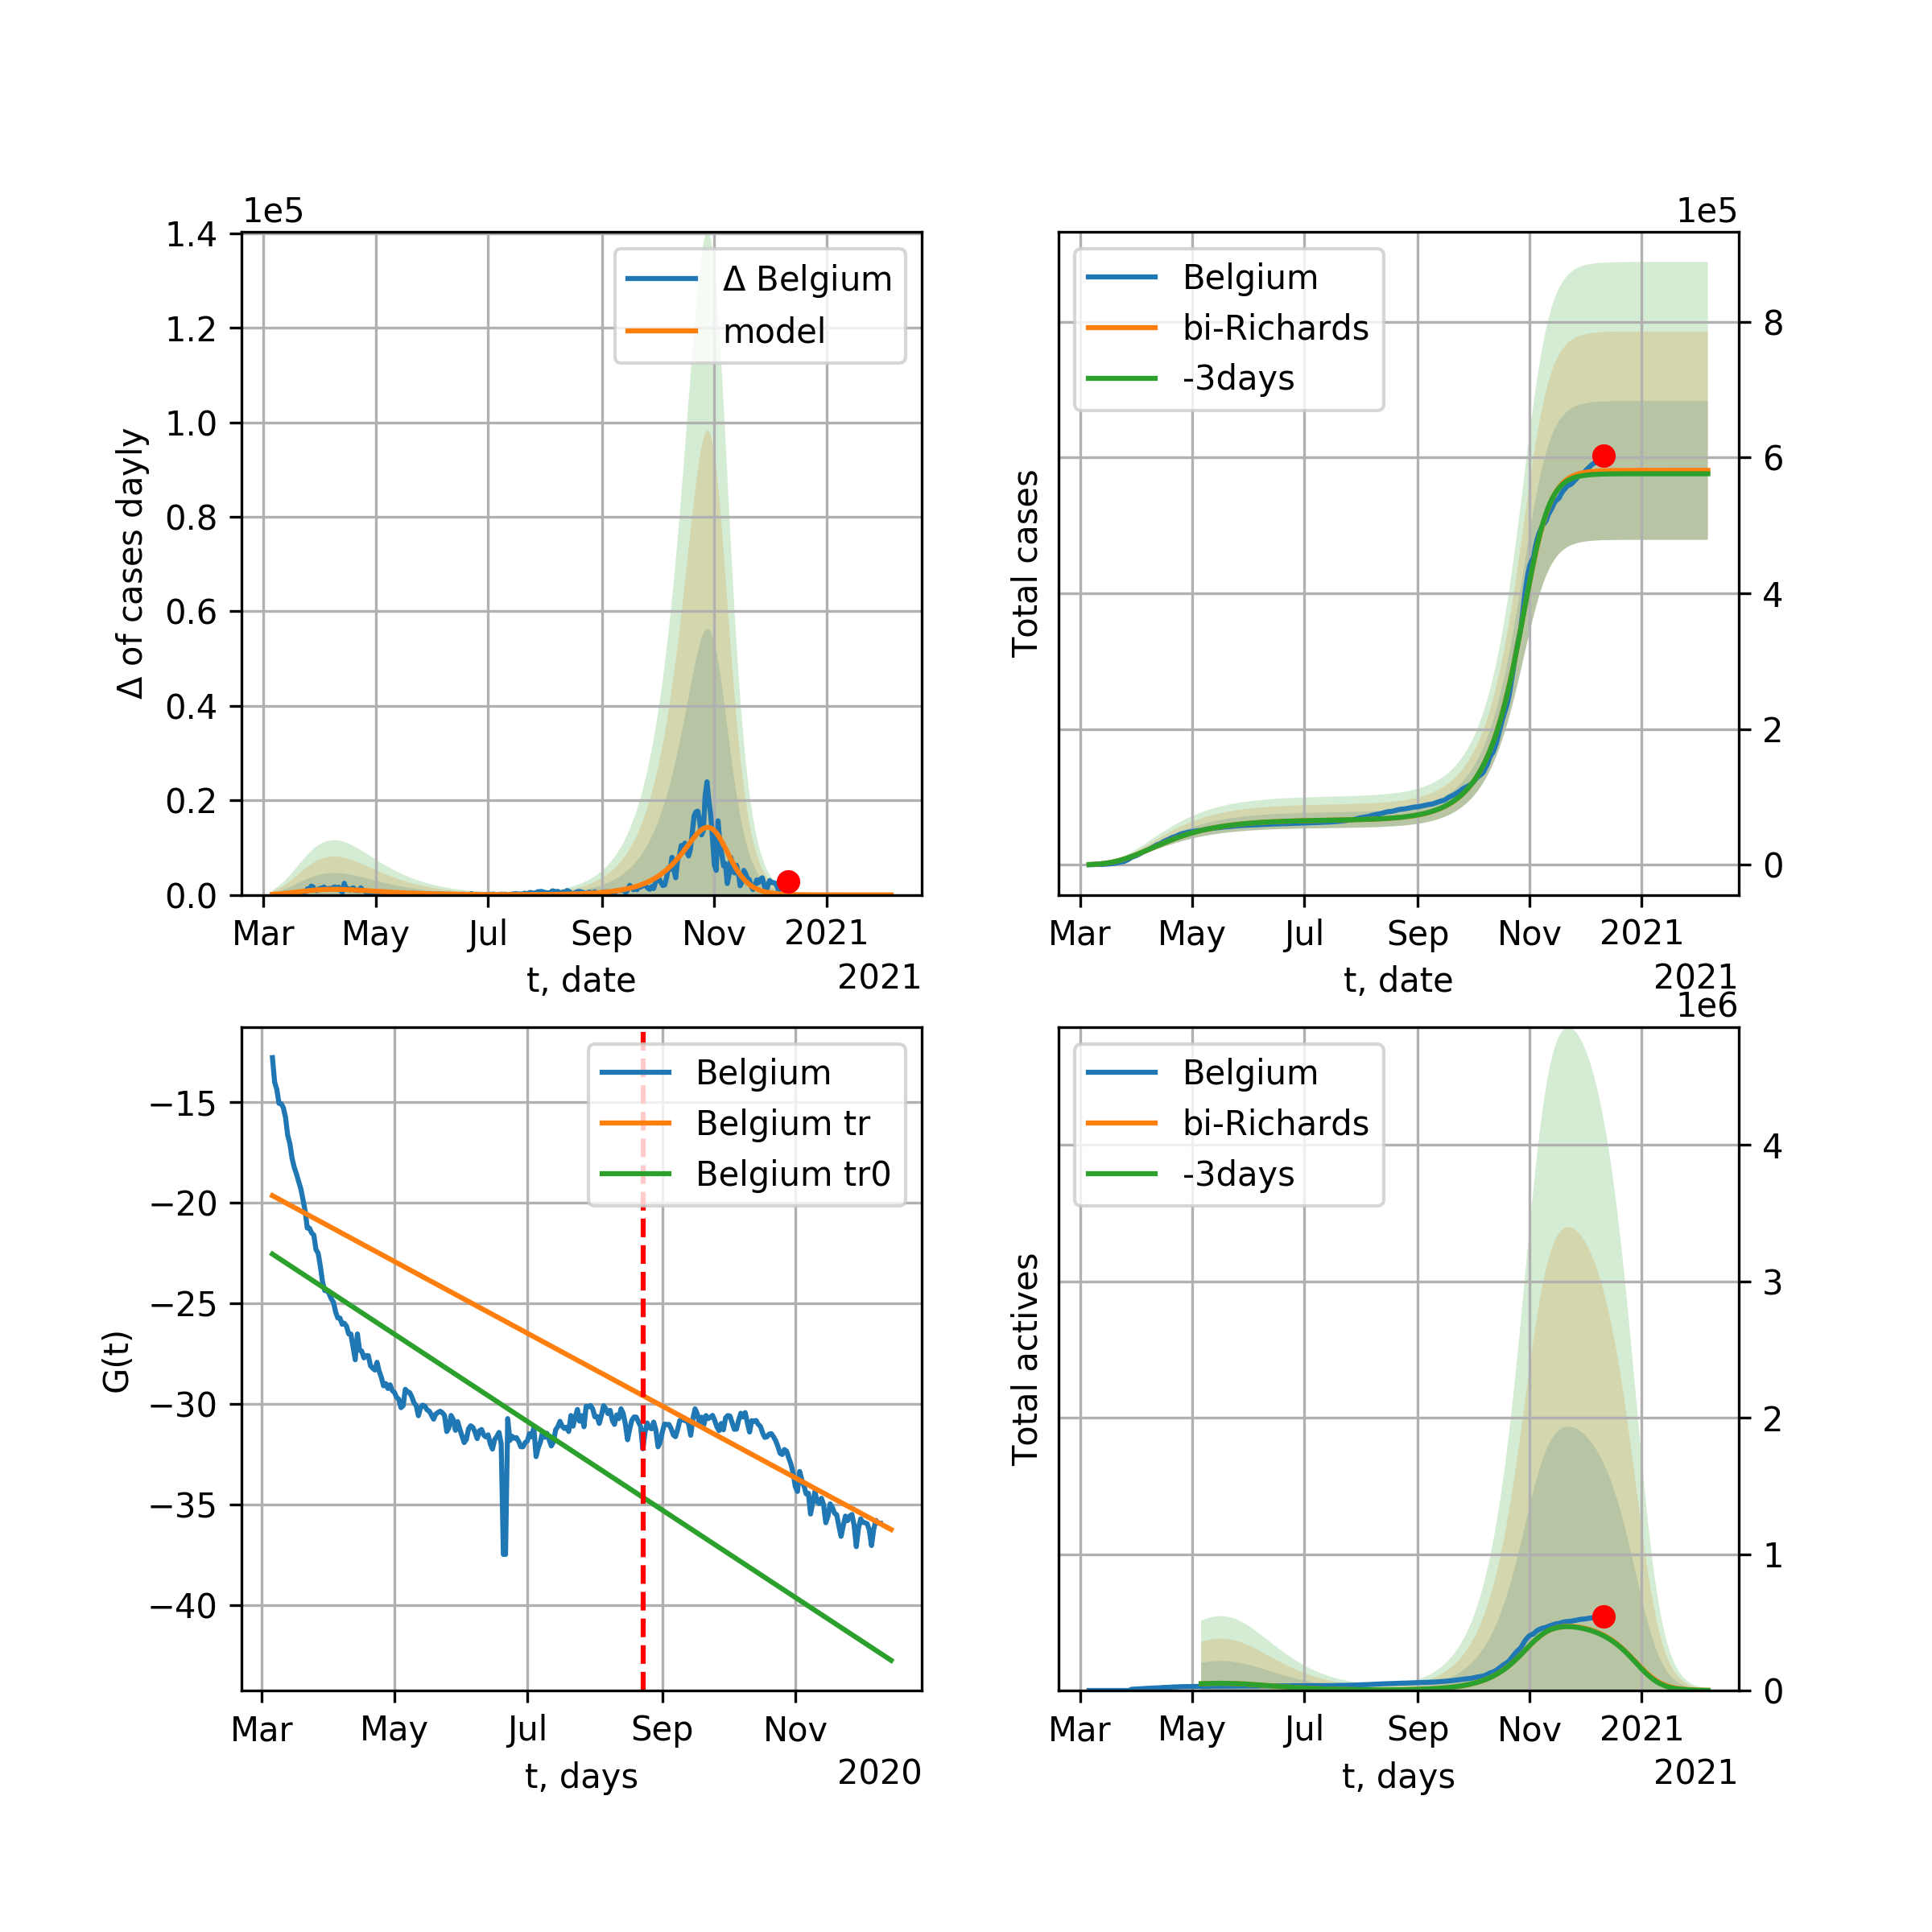 1e5
Δ of cases dayly
1.4
1.2
1.0
0.8
0.6
0.4
0.2
0.0
Δ Belgium
model
Mar May Jul Sep Nov 2021
t, date
2021
1e5
Total cases
Belgium
bi-Richards
-3days
8
6
4
2
0
Mar May Jul Sep Nov 2021
t, date
2021
G(t)
−15
−20
−25
−30
−35
−40
Belgium
Belgium tr
Belgium tr0
Mar May Jul Sep Nov
t, days
2020
1e6
Total actives
Belgium
bi-Richards
-3days
4
3
2
1
0
Mar May Jul Sep Nov 2021
t, days
2021